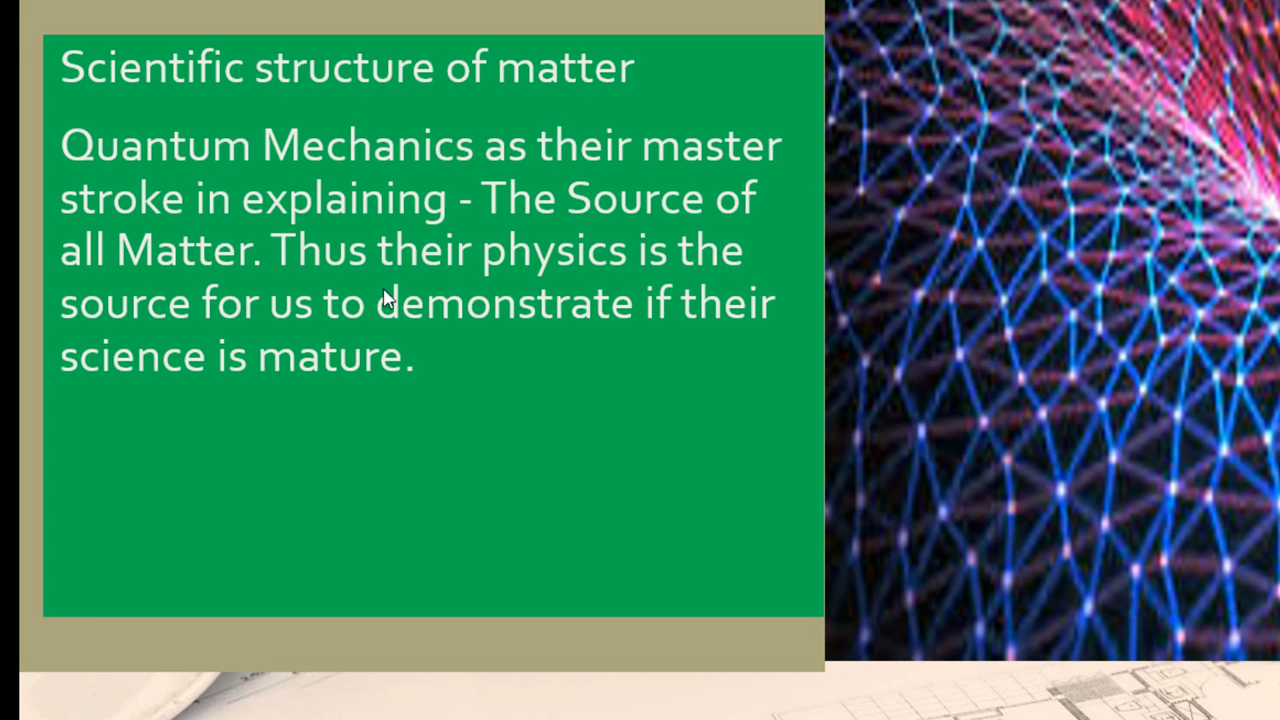 Scientific structure of matter
Quantum Mechanics as their master
stroke in explaining - The Source of
all Matter. Thus their physics is the
source for us to demonstrate if their
science is mature.